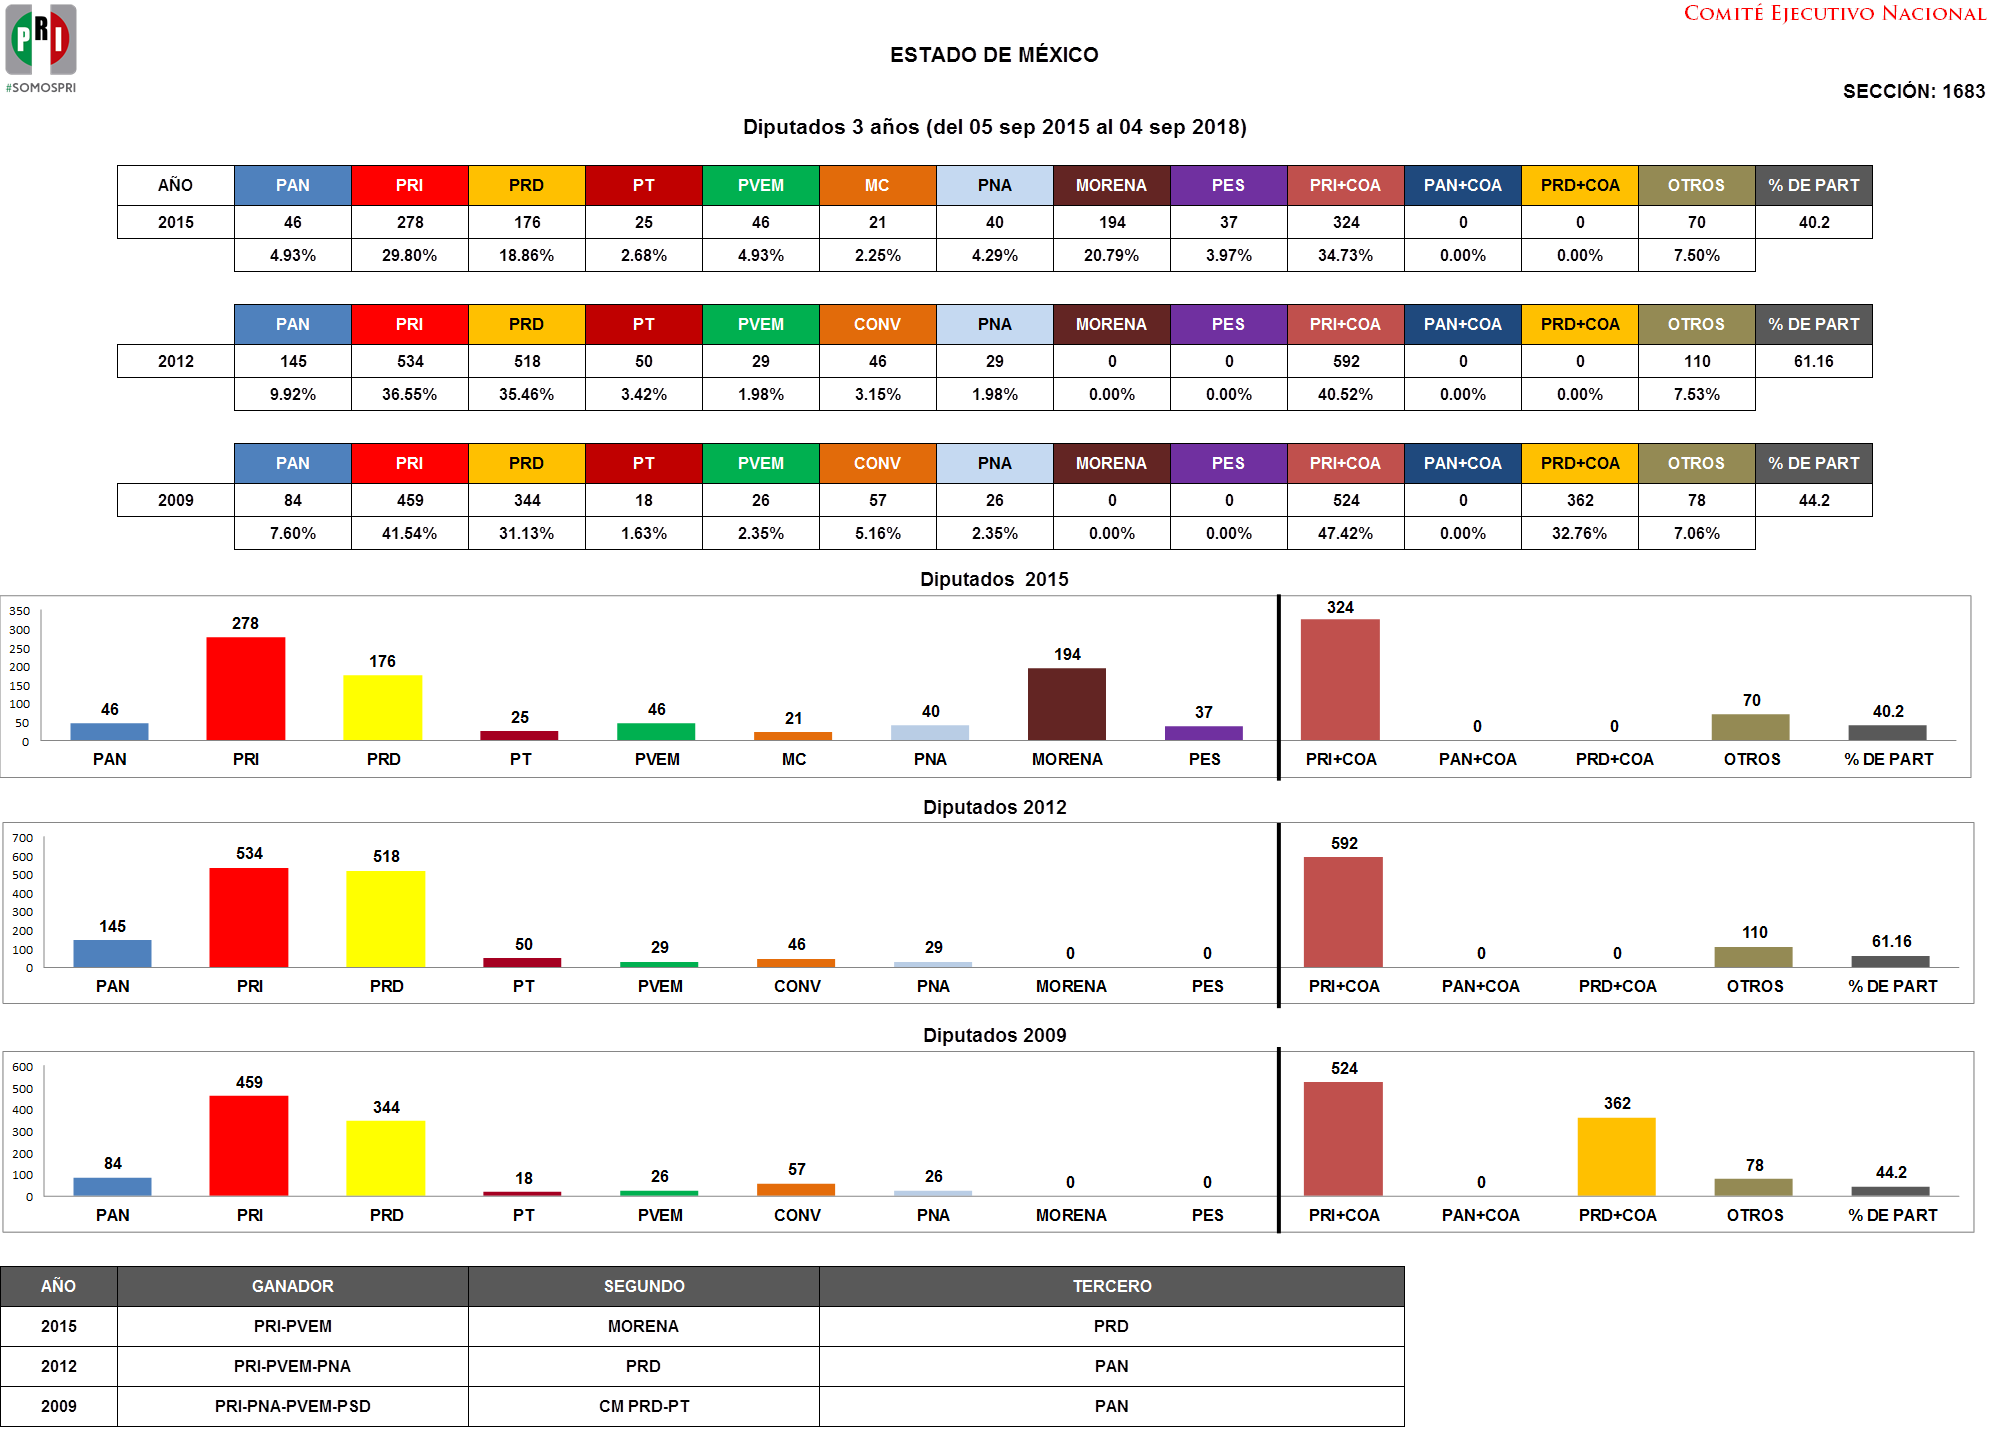 PRI
#SOMOSPRI
COMITÉ EJECUTIVO NACIONAL
ESTADO DE MÉXICO
SECCIÓN: 1683
Diputados 3 años (del 05 sep 2015 al 04 sep 2018)
AÑO PAN PRI PRD PT PVEM MC PNA MORENA PES PRI+COA PAN+COA PRD+COA OTROS % DE PART
2015 46 278 176 25 46 21 40 194 37 324 0 0 70 40.2
4.93% 29.80% 18.86% 2.68% 4.93% 2.25% 4.29% 20.79% 3.97% 34.73% 0.00% 0.00% 7.50%
PAN PRI PRD PT PVEM CONV PNA MORENA PES PRI+COA PAN+COA PRD+COA OTROS % DE PART
2012 145 534 518 50 29 46 29 0 0 592 0 0 110 61.16
9.92% 36.55% 35.46% 3.42% 1.98% 3.15% 1.98% 0.00% 0.00% 40.52% 0.00% 0.00% 7.53%
PAN PRI PRD PT PVEM CONV PNA MORENA PES PRI+COA PAN+COA PRD+COA OTROS % DE PART
2009 84 459 344 18 26 57 26 0 0 524 0 362 78 44.2
7.60% 41.54% 31.13% 1.63% 2.35% 5.16% 2.35% 0.00% 0.00% 47.42% 0.00% 32.76% 7.06%
Diputados 2015
350
300
250
200
150
100
50
0
46 278 176 25 46 21 40 194 37 324 0 0 70 40.2
PAN PRI PRD PT PVEM MC PNA MORENA PES PRI+COA PAN+COA PRD+COA OTROS % DE PART
Diputados 2012
700
600
500
400
300
200
100
0
145 534 518 50 29 46 29 0 0 592 0 0 110 61.16
PAN PRI PRD PT PVEM CONV PNA MORENA PES PRI+COA PAN+COA PRD+COA OTROS % DE PART
Diputados 2009
600
500
400
300
200
100
0
84 459 344 18 26 57 26 0 0 524 0 362 78 44.2
PAN PRI PRD PT PVEM CONV PNA MORENA PES PRI+COA PAN+COA PRD+COA OTROS % DE PART
AÑO GANADOR SEGUNDO TERCERO
2015 PRI-PVEM MORENA PRD
2012 PRI-PVEM-PNA PRD PAN
2009 PRI-PNA-PVEM-PSD CM PRD-PT PAN